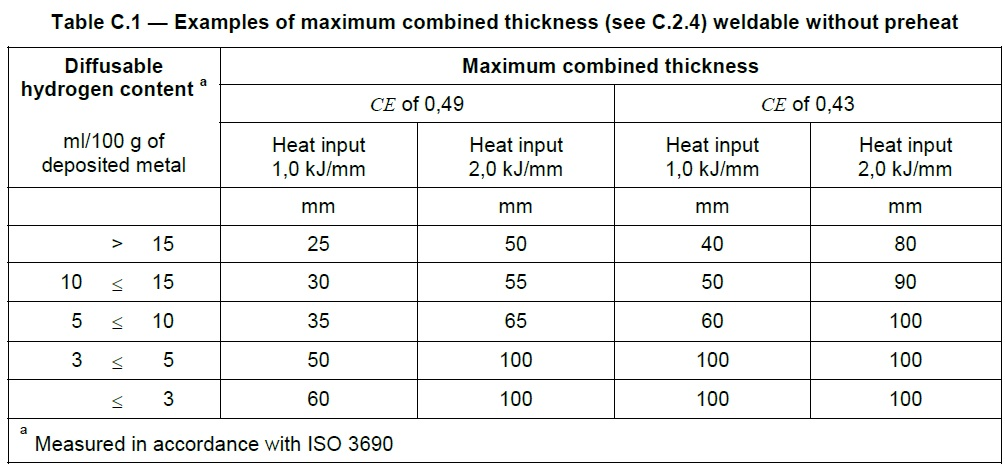 Table C.1 — Examples of maximum combined thickness (see C.2.4) weldable without preheat
Diffusable hydrogen content a
ml/100 g of deposited metal
Maximum combined thickness
CE of 0,49
CE of 0,43
Heat input 1,0 kJ/mm
Heat input 2,0 kJ/mm
Heat input 1,0 kJ/mm
Heat input 2,0 kJ/mm
mm mm mm mm
> 15 25 50 40 80
10 ≤ 15 30 55 50 90
5 ≤ 10 35 65 60 100
3 ≤ 5 50 100 100 100
≤ 3 60 100 100 100
a Measured in accordance with ISO 3690